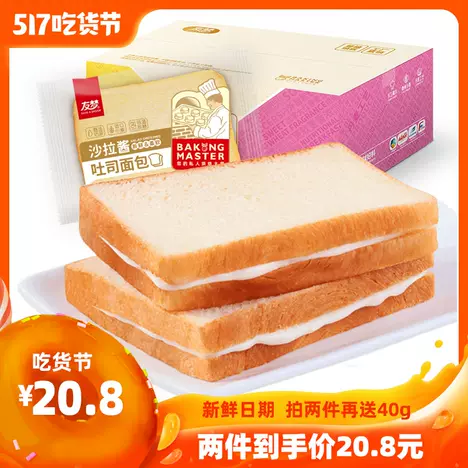 517吃货节
友梦
沙拉酱
吐司面包
BAKING
MASTER
吃货节
¥20.8
新鲜日期 拍两件再送40g
两件到手价20.8元